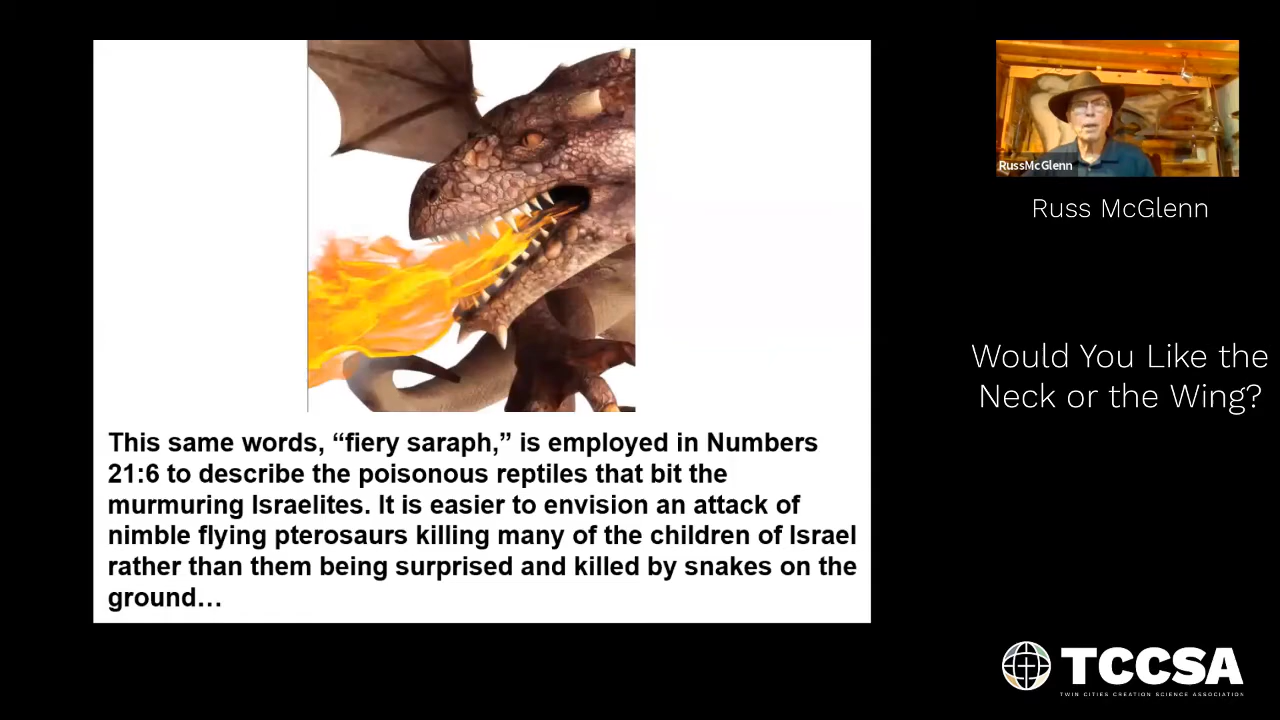 This same words, “fiery saraph,” is employed in Numbers
21:6 to describe the poisonous reptiles that bit the
murmuring Israelites. It is easier to envision an attack of
nimble flying pterosaurs killing many of the children of Israel
rather than them being surprised and killed by snakes on the
ground…
RussMcGlenn
Russ McGlenn
Would You Like the
Neck or the Wing?
TCCSA
TWIN CITIES CREATION SCIENCE ASSOCIATION